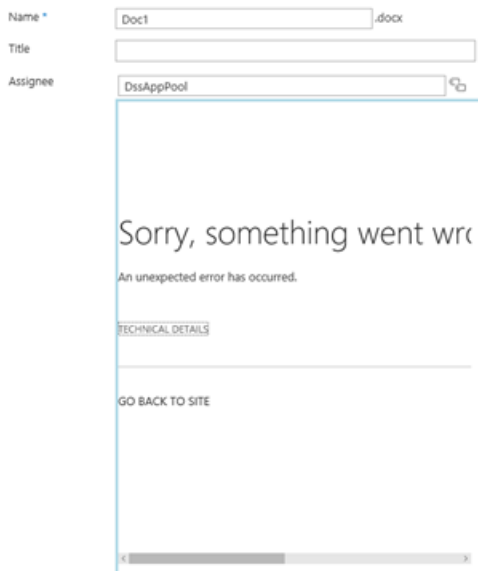 Name *
Doc1 .docx
Title
Assignee
DssAppPool
Sorry, something went wro
An unexpected error has occurred.
TECHNICAL DETAILS
GO BACK TO SITE